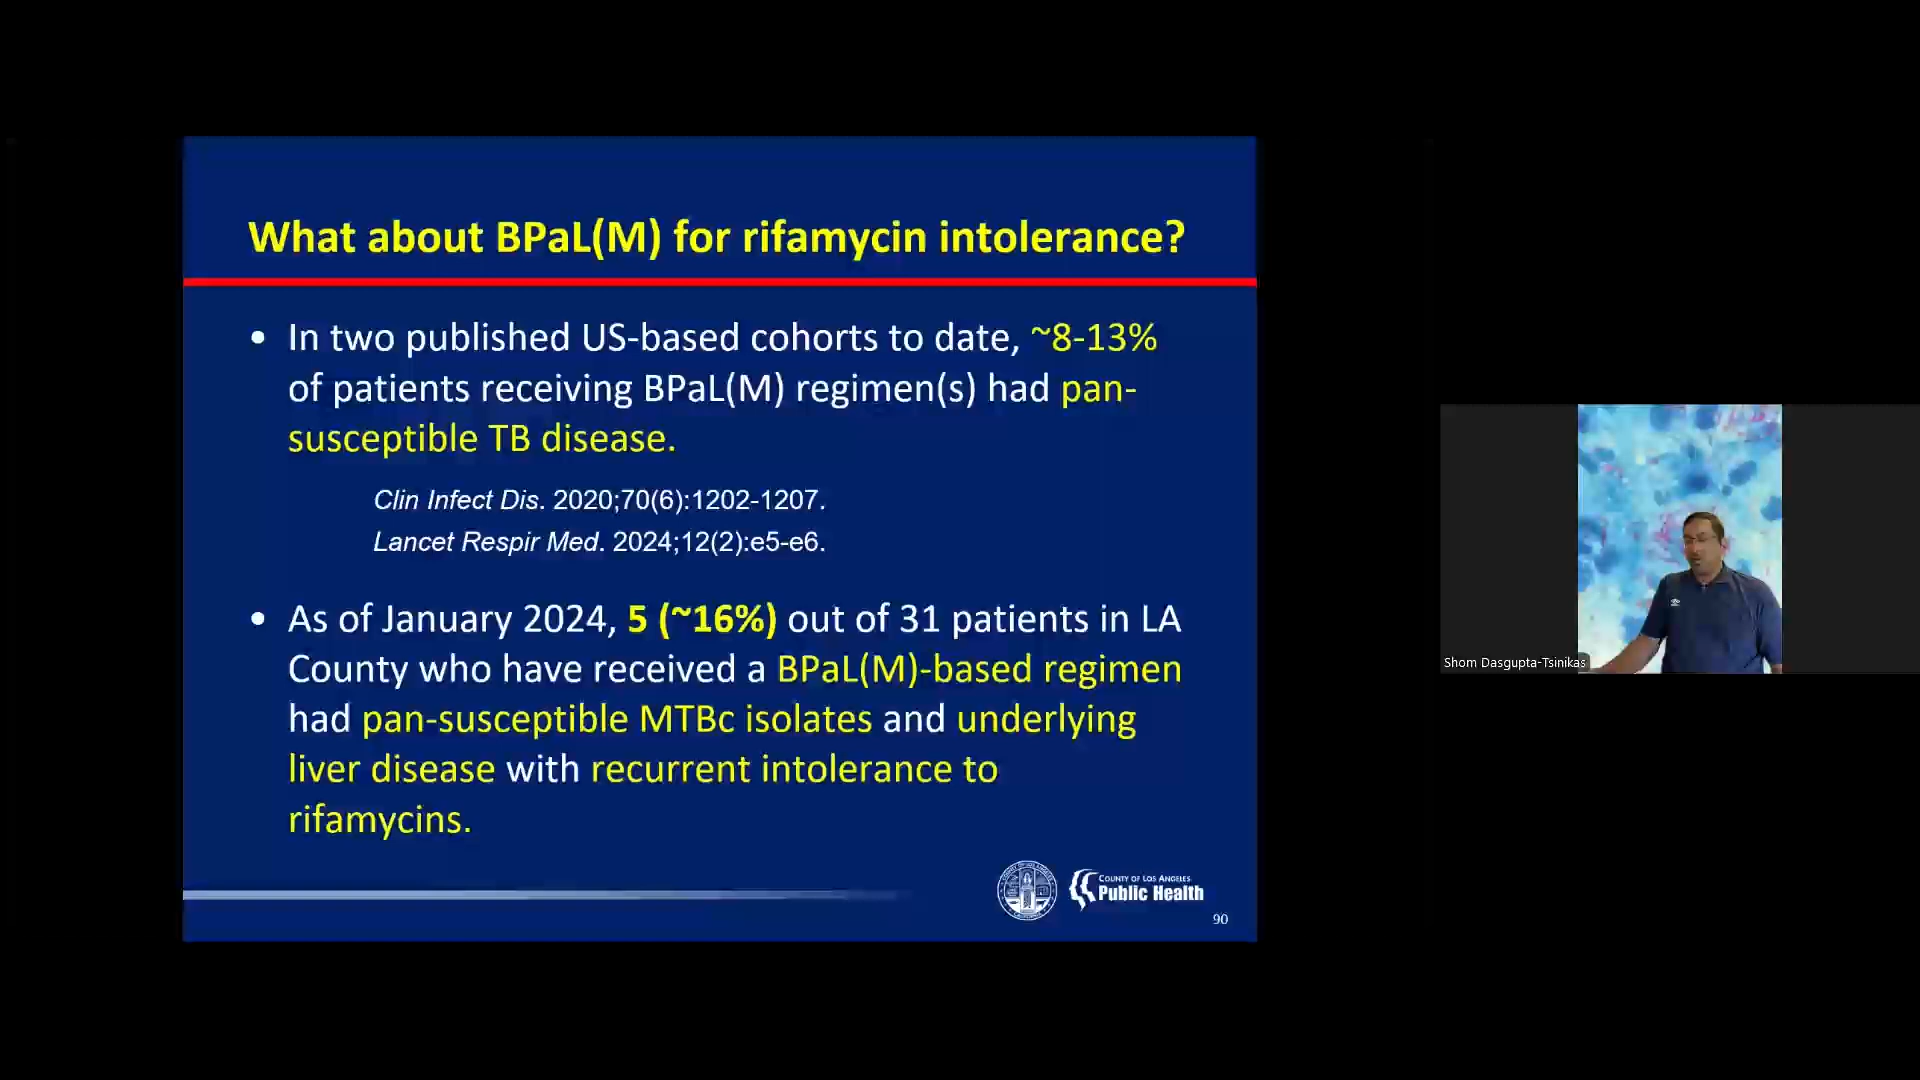 What about BPaL(M) for rifamycin intolerance?
• In two published US-based cohorts to date, ~8-13%
of patients receiving BPaL(M) regimen(s) had pan-
susceptible TB disease.
Clin Infect Dis. 2020;70(6):1202-1207.
Lancet Respir Med. 2024;12(2):e5-e6.
• As of January 2024, 5 (~16%) out of 31 patients in LA
County who have received a BPaL(M)-based regimen
had pan-susceptible MTBc isolates and underlying
liver disease with recurrent intolerance to
rifamycins.
County of Los Angeles
Public Health
90
Shom Dasgupta-Tsinikas